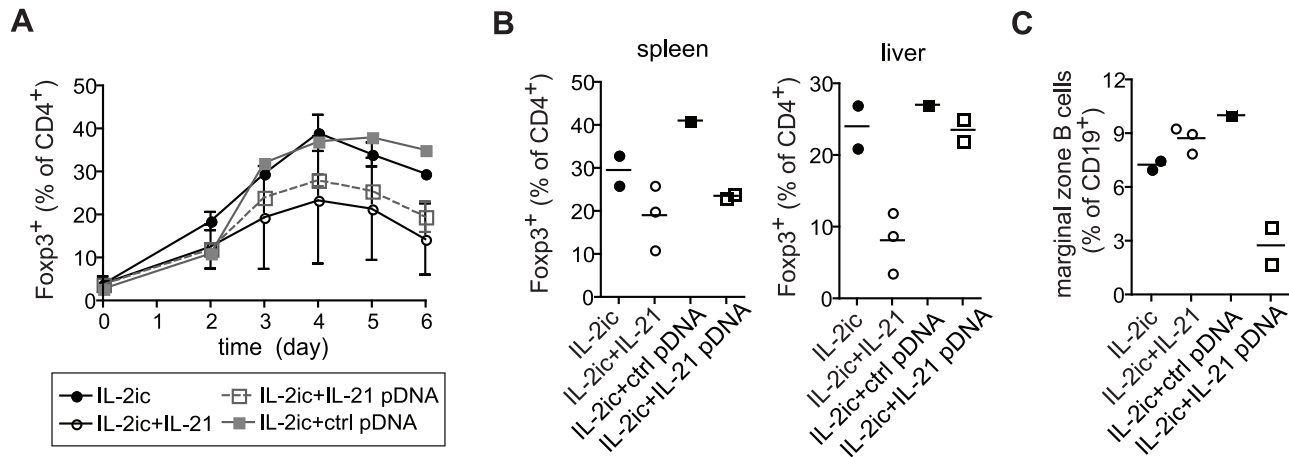 A
Foxp3+ (% of CD4+)
50
40
30
20
10
0
0 1 2 3 4 5 6
time (day)
IL-2ic
IL-2ic+IL-21
IL-2ic+IL-21 pDNA
IL-2ic+ctrl pDNA
B
spleen
Foxp3+ (% of CD4+)
50
40
30
20
10
0
IL-2ic
IL-2ic+IL-21
IL-2ic+ctrl pDNA
IL-2ic+IL-21 pDNA
liver
Foxp3+ (% of CD4+)
30
20
10
0
IL-2ic
IL-2ic+IL-21
IL-2ic+ctrl pDNA
IL-2ic+IL-21 pDNA
C
marginal zone B cells
(% of CD19+)
12
9
6
3
0
IL-2ic
IL-2ic+IL-21
IL-2ic+ctrl pDNA
IL-2ic+IL-21 pDNA